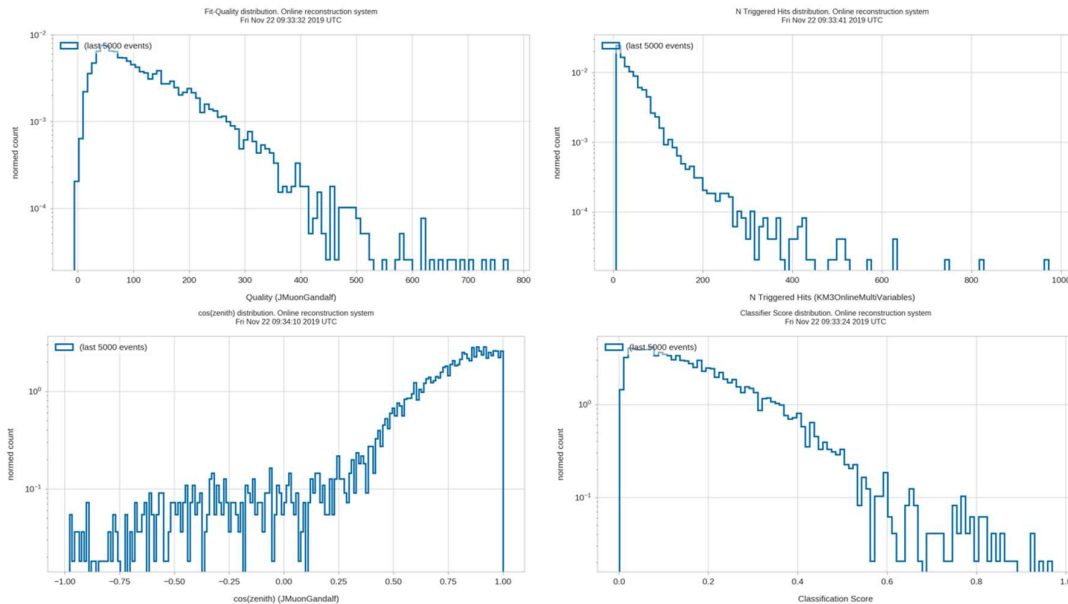 Fit-Quality distribution. Online reconstruction system
Fri Nov 22 09:33:32 2019 UTC
(last 5000 events)
10⁻²
10⁻³
10⁻⁴
normed count
0 100 200 300 400 500 600 700 800
Quality (JMuonGandalf)
N Triggered Hits distribution. Online reconstruction system
Fri Nov 22 09:33:41 2019 UTC
(last 5000 events)
10⁻²
10⁻³
10⁻⁴
normed count
0 200 400 600 800 1000
N Triggered Hits (KM3OnlineMultiVariables)
cos(zenith) distribution. Online reconstruction system
Fri Nov 22 09:34:10 2019 UTC
(last 5000 events)
10⁰
10⁻¹
normed count
−1.00 −0.75 −0.50 −0.25 0.00 0.25 0.50 0.75 1.00
cos(zenith) (JMuonGandalf)
Classifier Score distribution. Online reconstruction system
Fri Nov 22 09:33:24 2019 UTC
(last 5000 events)
10⁰
10⁻¹
normed count
0.0 0.2 0.4 0.6 0.8 1.0
Classification Score